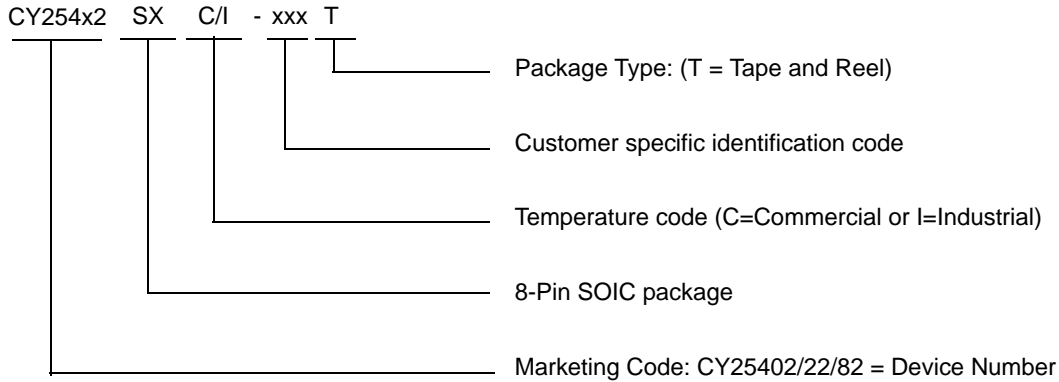 CY254x2 SX C/I - xxx T
Package Type: (T = Tape and Reel)
Customer specific identification code
Temperature code (C=Commercial or I=Industrial)
8-Pin SOIC package
Marketing Code: CY25402/22/82 = Device Number